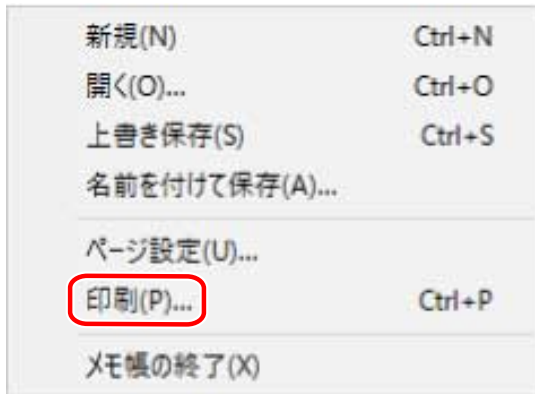 新規(N) Ctrl+N
開く(O)... Ctrl+O
上書き保存(S) Ctrl+S
名前を付けて保存(A)...
ページ設定(U)...
印刷(P)... Ctrl+P
メモ帳の終了(X)